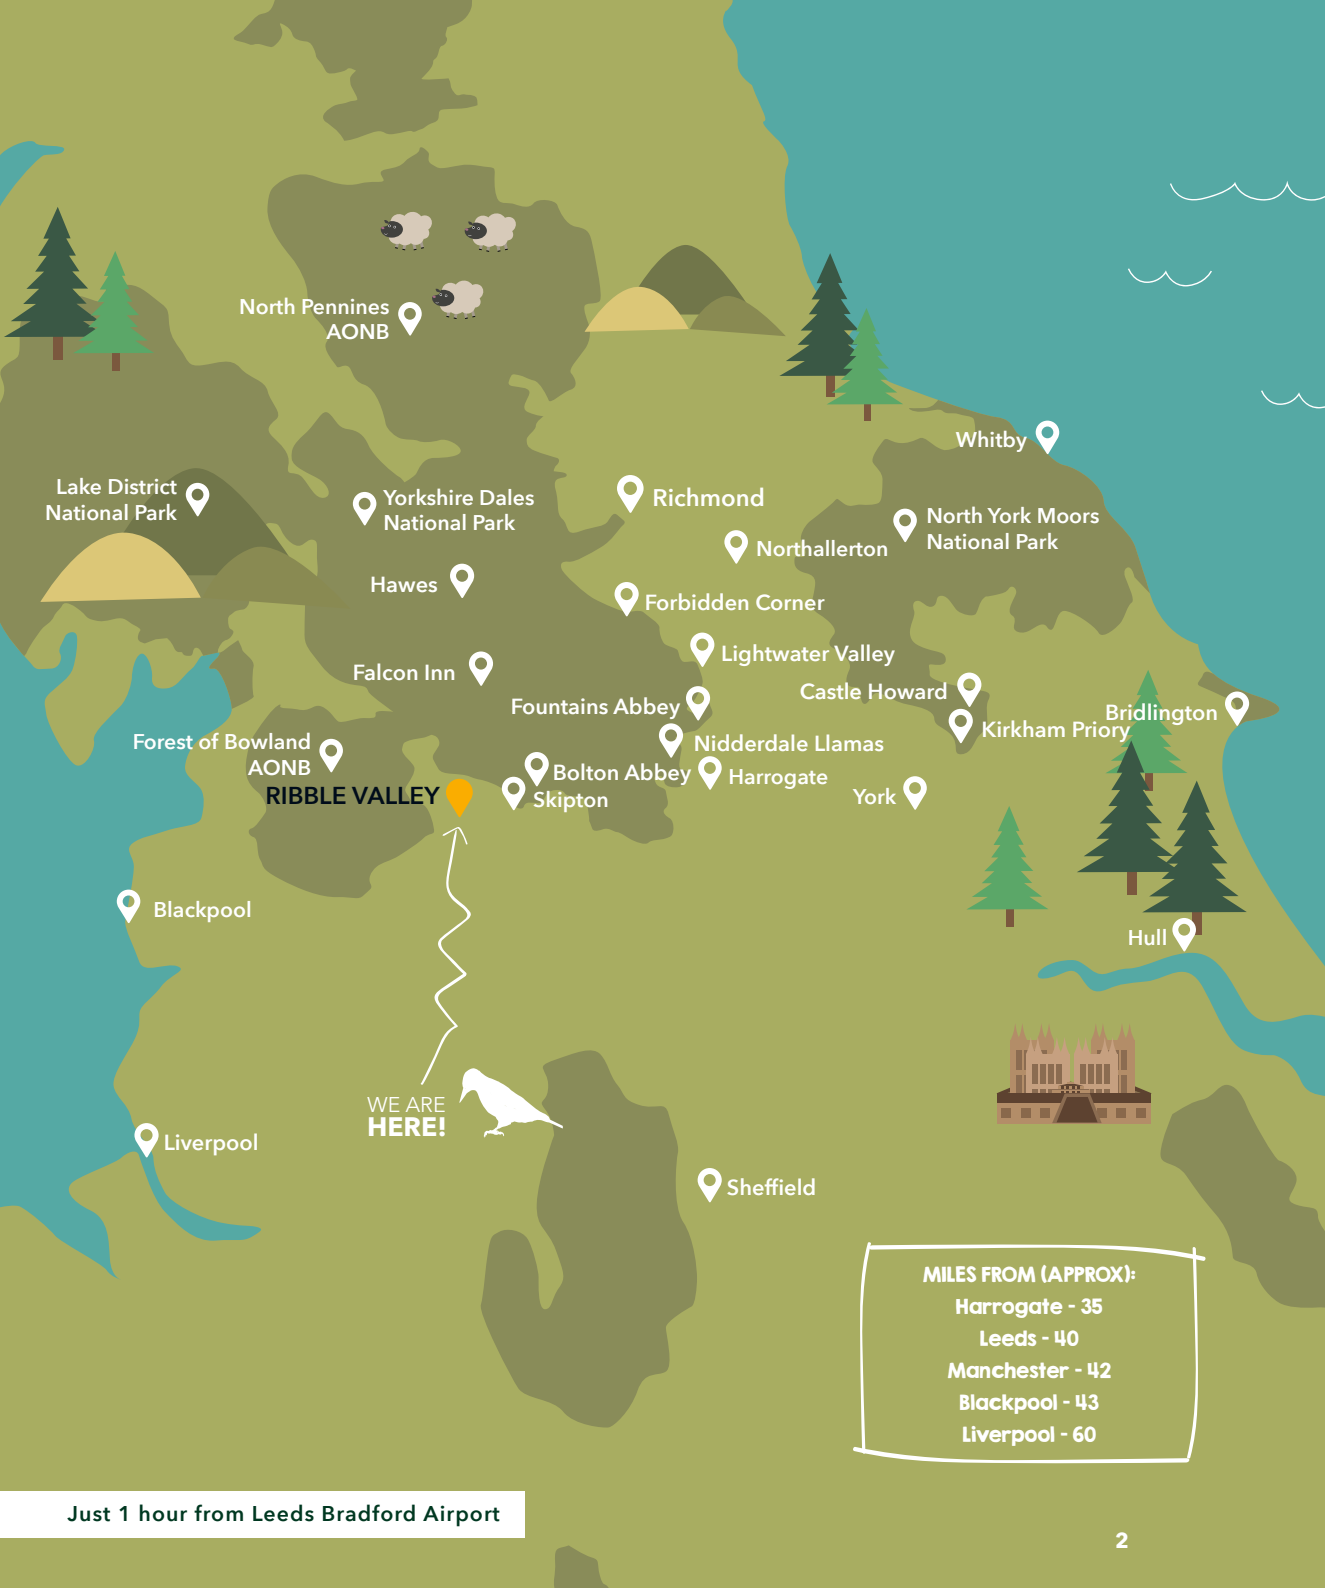 North Pennines
AONB
Whitby
Lake District
National Park
Yorkshire Dales
National Park
Richmond
North York Moors
National Park
Northallerton
Hawes
Forbidden Corner
Lightwater Valley
Falcon Inn
Castle Howard
Fountains Abbey
Bridlington
Kirkham Priory
Forest of Bowland
AONB
Nidderdale Llamas
Bolton Abbey
Harrogate
RIBBLE VALLEY
Skipton
York
Blackpool
Hull
WE ARE
HERE!
Liverpool
Sheffield
MILES FROM (APPROX):
Harrogate - 35
Leeds - 40
Manchester - 42
Blackpool - 43
Liverpool - 60
Just 1 hour from Leeds Bradford Airport
2